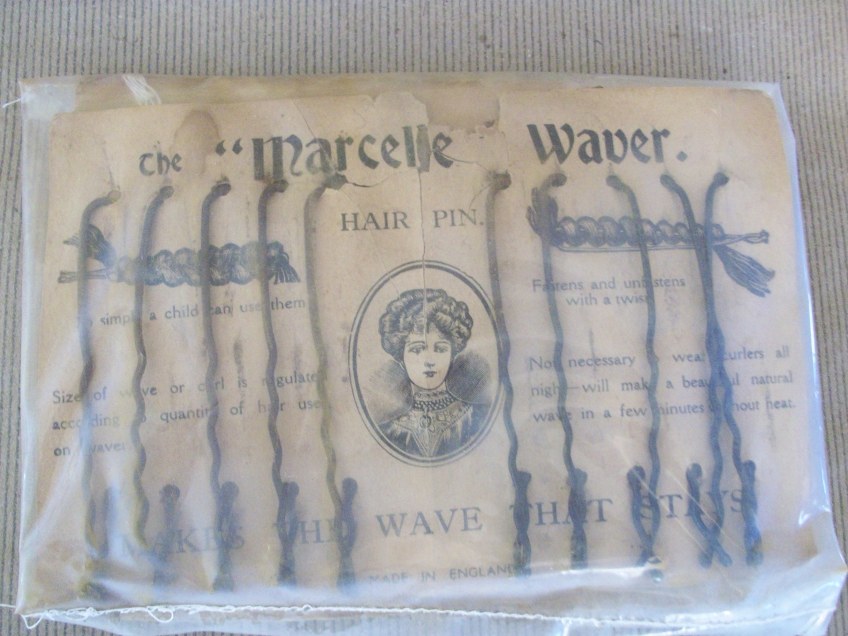 The "Marcelle Waver.
HAIR PIN.
simple a child can use them
Fastens and unfastens
with a twist
Size of wave or curl is regulated
according quantity of hair used
on waver.
Not necessary wear curlers all
night—will make a beautiful natural
wave in a few minutes without heat.
MAKES THE WAVE THAT STAYS
MADE IN ENGLAND